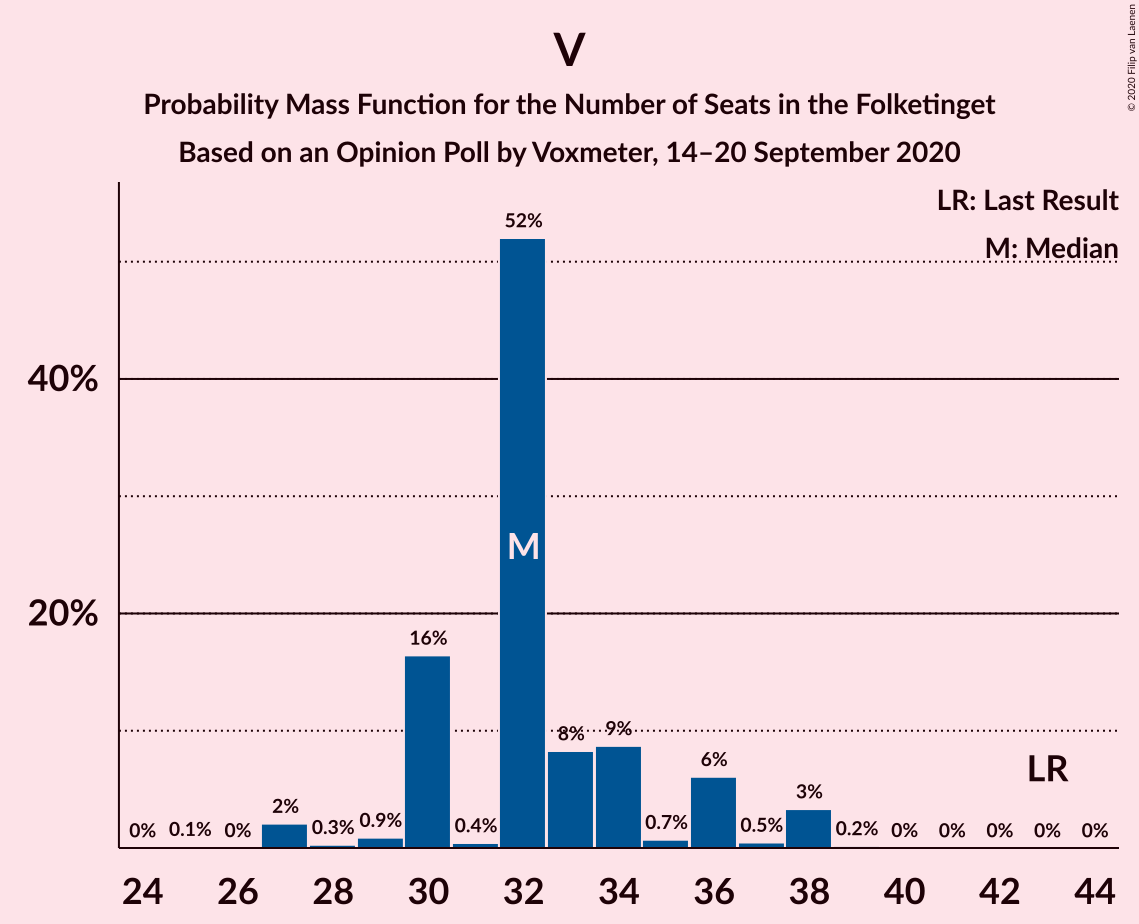 V
Probability Mass Function for the Number of Seats in the Folketinget
Based on an Opinion Poll by Voxmeter, 14–20 September 2020
© 2020 Filip van Laenen
LR: Last Result
M: Median
40%
20%
0% 0.1% 0% 2% 0.3% 0.9% 16% 0.4% 52% 8% 9% 0.7% 6% 0.5% 3% 0.2% 0% 0% 0% 0% 0%
M
LR
24 26 28 30 32 34 36 38 40 42 44